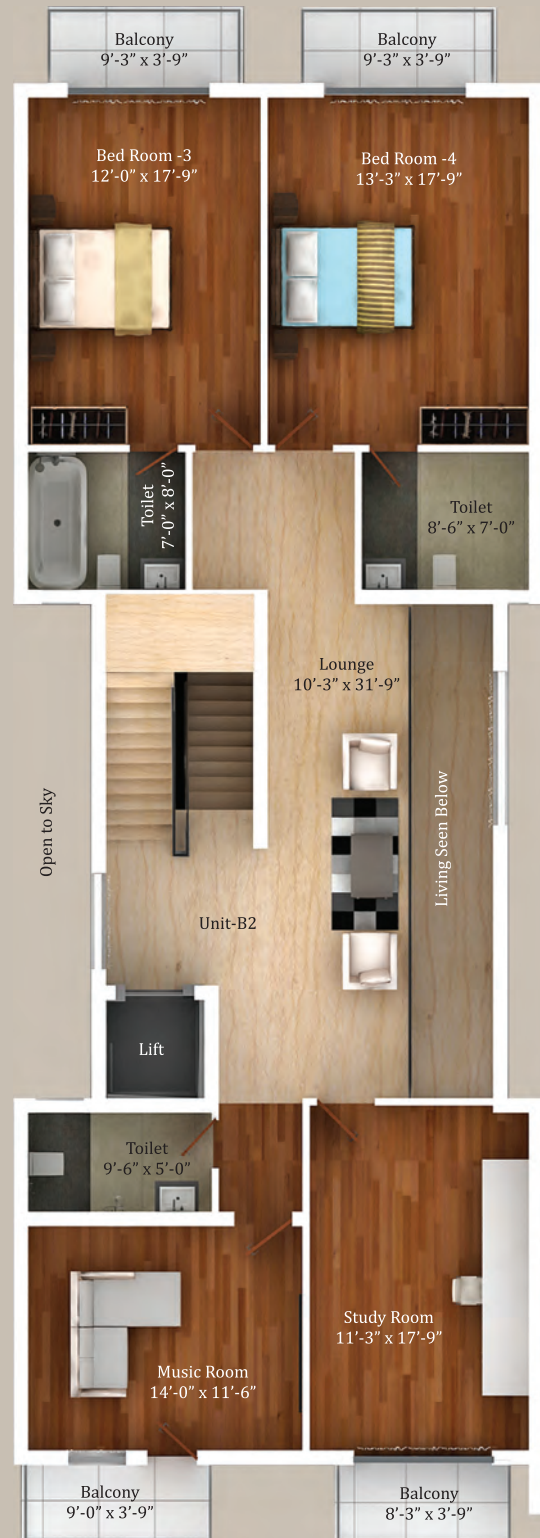 Balcony
9’-3” x 3’-9”
Balcony
9’-3” x 3’-9”
Bed Room -3
12’-0” x 17’-9”
Bed Room -4
13’-3” x 17’-9”
Toilet
7’-0” x 8’-0”
Toilet
8’-6” x 7’-0”
Lounge
10’-3” x 31’-9”
Open to Sky
Living Seen Below
Unit-B2
Lift
Toilet
9’-6” x 5’-0”
Study Room
11’-3” x 17’-9”
Music Room
14’-0” x 11’-6”
Balcony
9’-0” x 3’-9”
Balcony
8’-3” x 3’-9”